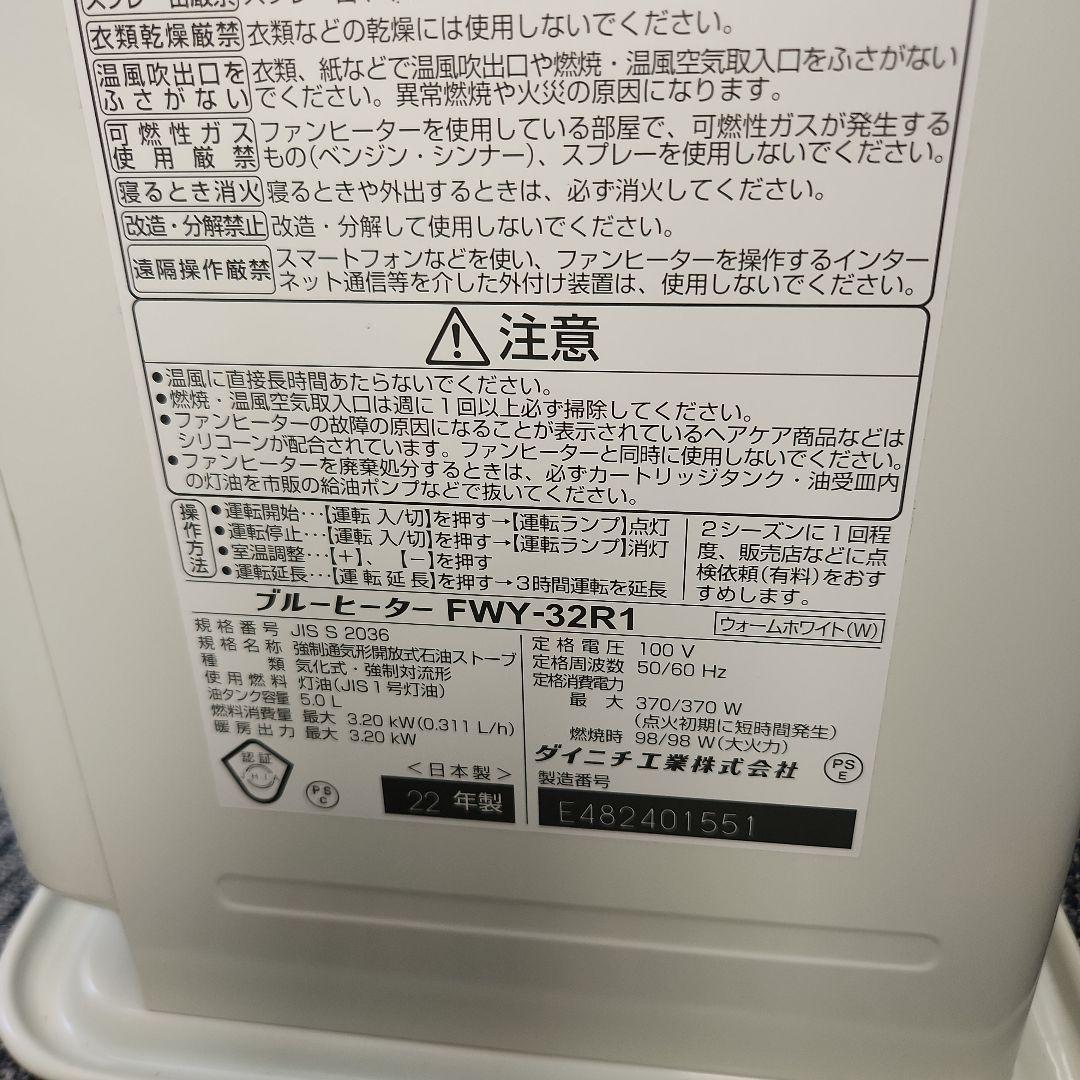 衣類乾燥厳禁 衣類などの乾燥には使用しないでください。
温風吹出口を 衣類、紙などで温風吹出口や燃焼・温風空気取入口をふさがない
ふさがない でください。異常燃焼や火災の原因になります。
可燃性ガス ファンヒーターを使用している部屋で、可燃性ガスが発生する
使用厳禁 もの(ベンジン・シンナー)、スプレーを使用しないでください。
寝るとき消火 寝るときや外出するときは、必ず消火してください。
改造・分解禁止 改造・分解して使用しないでください。
遠隔操作厳禁 スマートフォンなどを使い、ファンヒーターを操作するインター
ネット通信等を介した外付け装置は、使用しないでください。
注意
●温風に直接長時間あたらないでください。
●燃焼・温風空気取入口は週に1回以上必ず掃除してください。
●ファンヒーターの故障の原因になることが表示されているヘアケア商品などは
シリコーンが配合されています。ファンヒーターと同時に使用しないでください。
●ファンヒーターを廃棄処分するときは、必ずカートリッジタンク・油受皿内
の灯油を市販の給油ポンプなどで抜いてください。
操作方法
●運転開始…【運転 入/切】を押す→【運転ランプ】点灯
●運転停止…【運転 入/切】を押す→【運転ランプ】消灯
●室温調整…【+】、【-】を押す
●運転延長…【運転延長】を押す→3時間運転を延長
2シーズンに1回程
度、販売店などに点
検依頼(有料)をおす
すめします。
ブルーヒーター FWY-32R1
ウォームホワイト(W)
規格番号 JIS S 2036
規格名称 強制通気形開放式石油ストーブ
種類 気化式・強制対流形
使用燃料 灯油(JIS1号灯油)
油タンク容量 5.0 L
燃料消費量 最大 3.20 kW(0.311 L/h)
暖房出力 最大 3.20 kW
定格電圧 100 V
定格周波数 50/60 Hz
定格消費電力
最大 370/370 W
(点火初期に短時間発生)
燃焼時 98/98 W(大火力)
ダイニチ工業株式会社
PS
E
認証
JHIA
PS
C
<日本製>
22 年製
製造番号
E482401551